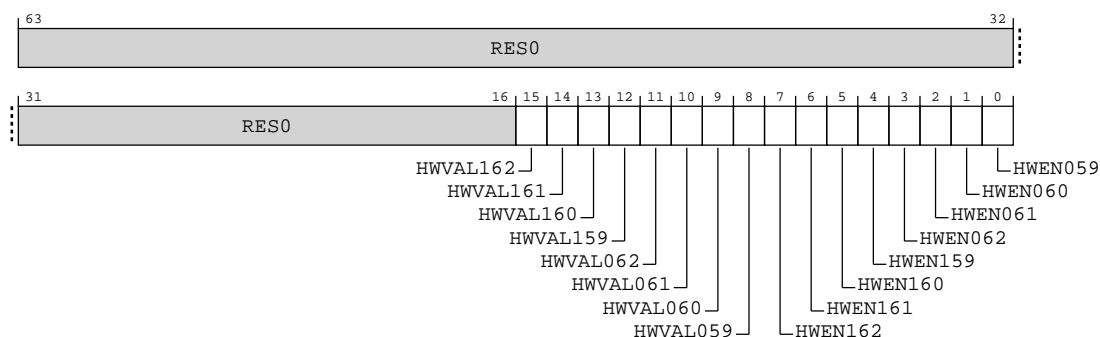 63 32
RES0
31 16 15 14 13 12 11 10 9 8 7 6 5 4 3 2 1 0
RES0
HWVAL162 HWEN059
HWVAL161 HWEN060
HWVAL160 HWEN061
HWVAL159 HWEN062
HWVAL062 HWEN159
HWVAL061 HWEN160
HWVAL060 HWEN161
HWVAL059 HWEN162